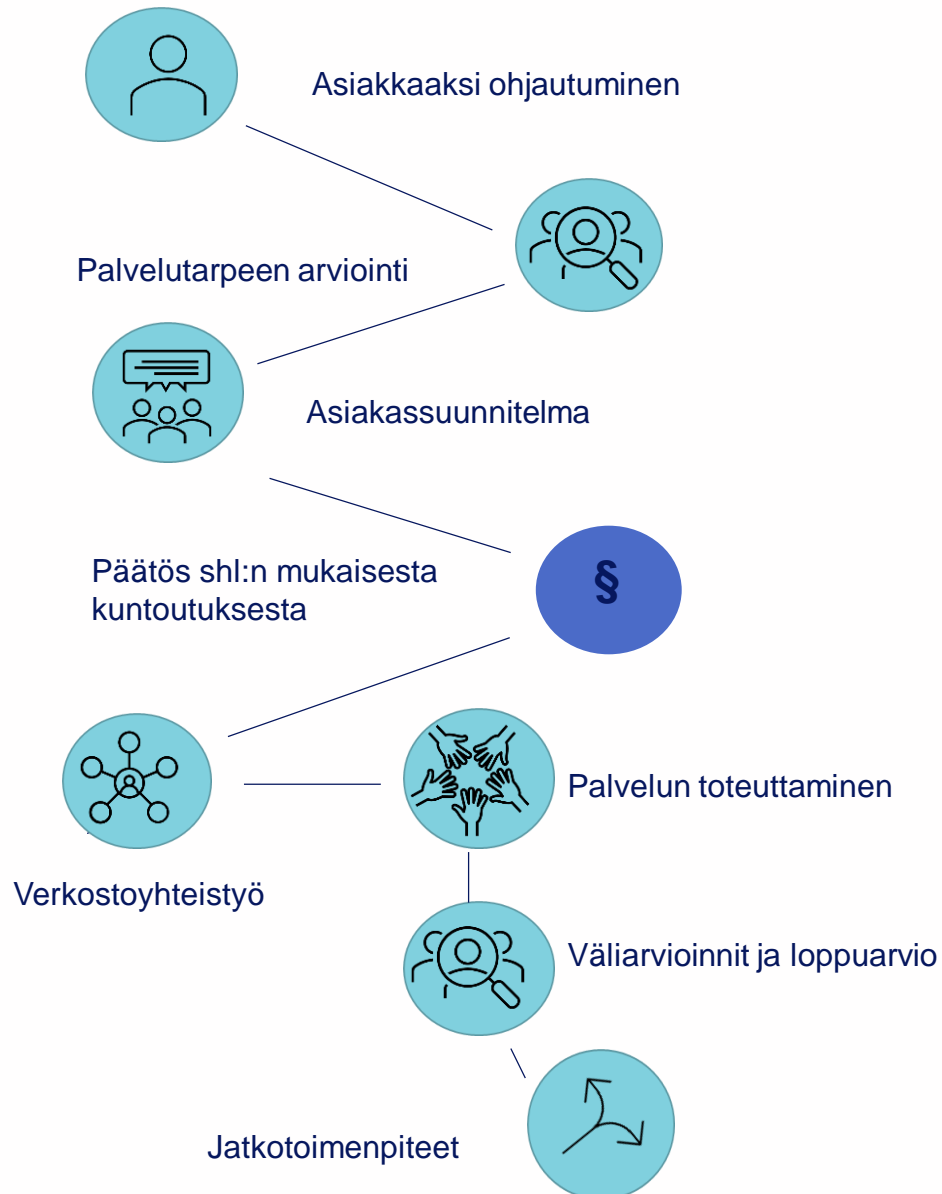 Asiakkaaksi ohjautuminen
Palvelutarpeen arviointi
Asiakassuunnitelma
Päätös shl:n mukaisesta
kuntoutuksesta
§
Verkostoyhteistyö
Palvelun toteuttaminen
Väliarvioinnit ja loppuarvio
Jatkotoimenpiteet